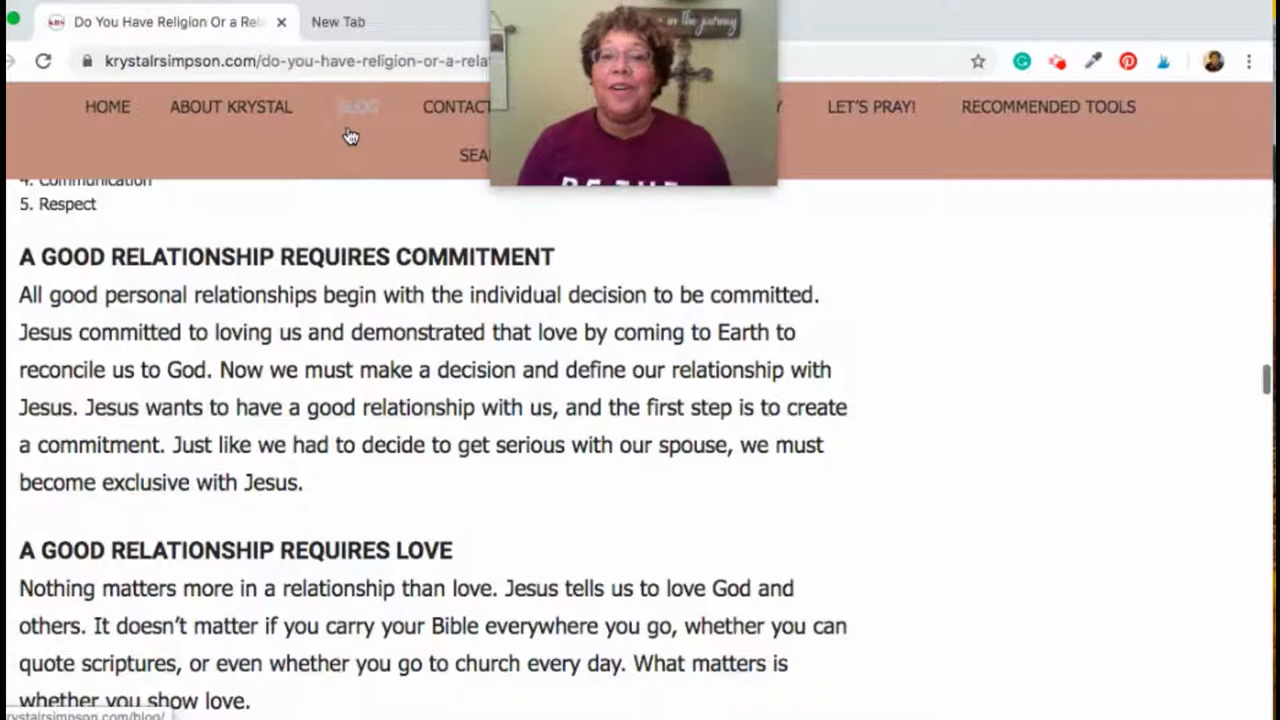 Do You Have Religion Or a Rel
New Tab
krystalrsimpson.com/do-you-have-religion-or-a-rela
in the journey
HOME ABOUT KRYSTAL BLOG CONTACT LET'S PRAY! RECOMMENDED TOOLS
SEA
BE THE
4. Communication
5. Respect
A GOOD RELATIONSHIP REQUIRES COMMITMENT
All good personal relationships begin with the individual decision to be committed.
Jesus committed to loving us and demonstrated that love by coming to Earth to
reconcile us to God. Now we must make a decision and define our relationship with
Jesus. Jesus wants to have a good relationship with us, and the first step is to create
a commitment. Just like we had to decide to get serious with our spouse, we must
become exclusive with Jesus.
A GOOD RELATIONSHIP REQUIRES LOVE
Nothing matters more in a relationship than love. Jesus tells us to love God and
others. It doesn't matter if you carry your Bible everywhere you go, whether you can
quote scriptures, or even whether you go to church every day. What matters is
whether you show love.
krystalrsimpson.com/blog/